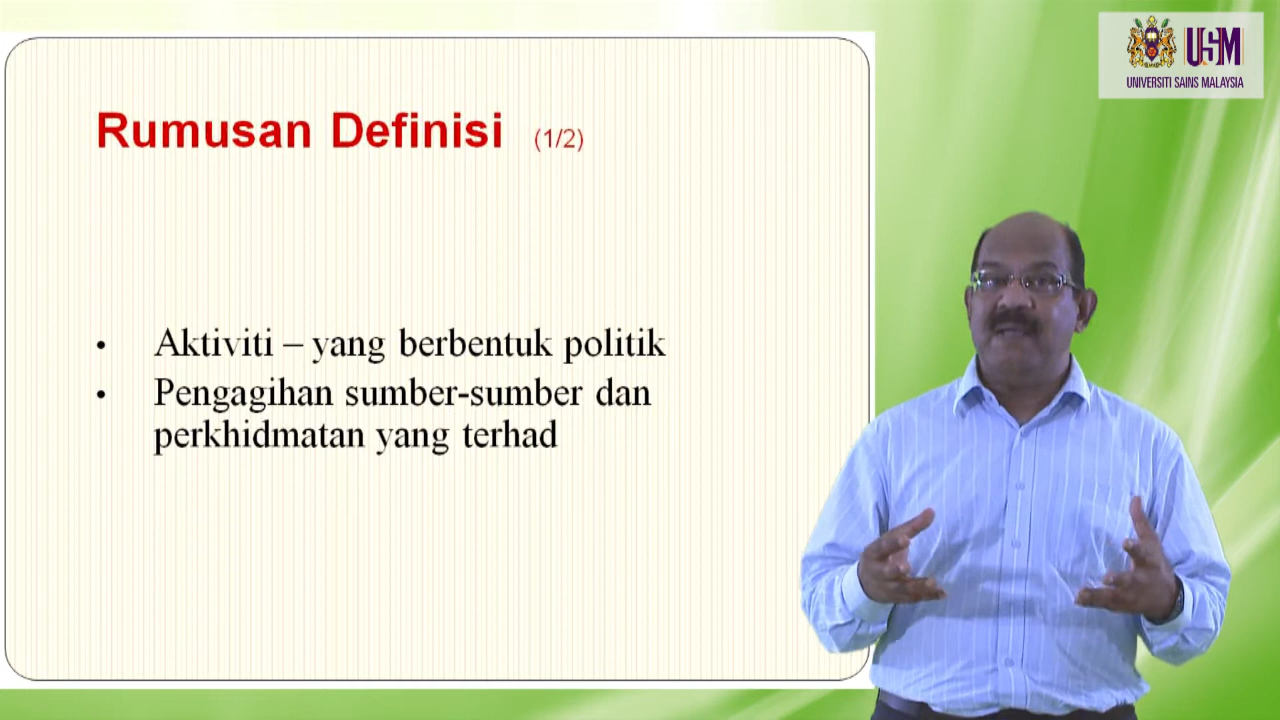 USM
UNIVERSITI SAINS MALAYSIA
Rumusan Definisi (1/2)
• Aktiviti – yang berbentuk politik
• Pengagihan sumber-sumber dan
perkhidmatan yang terhad